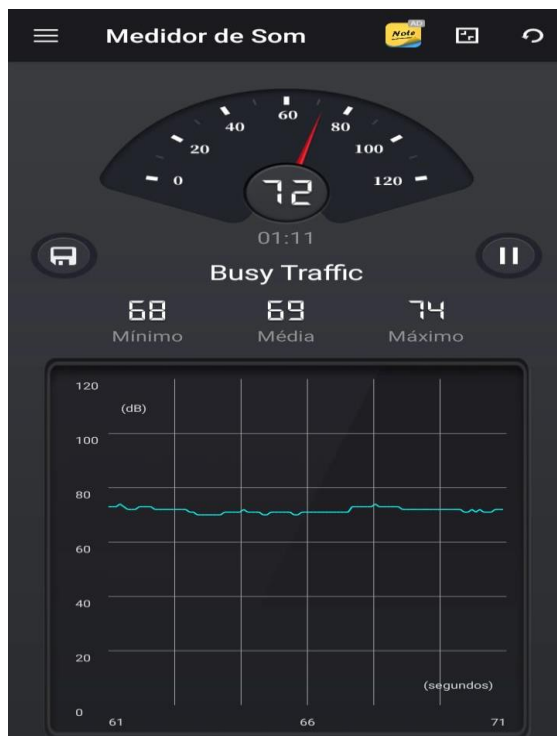 Medidor de Som
Note
AD
0 20 40 60 80 100 120
72
01:11
Busy Traffic
68 69 74
Mínimo Média Máximo
120
(dB)
100
80
60
40
20
(segundos)
0
61 66 71